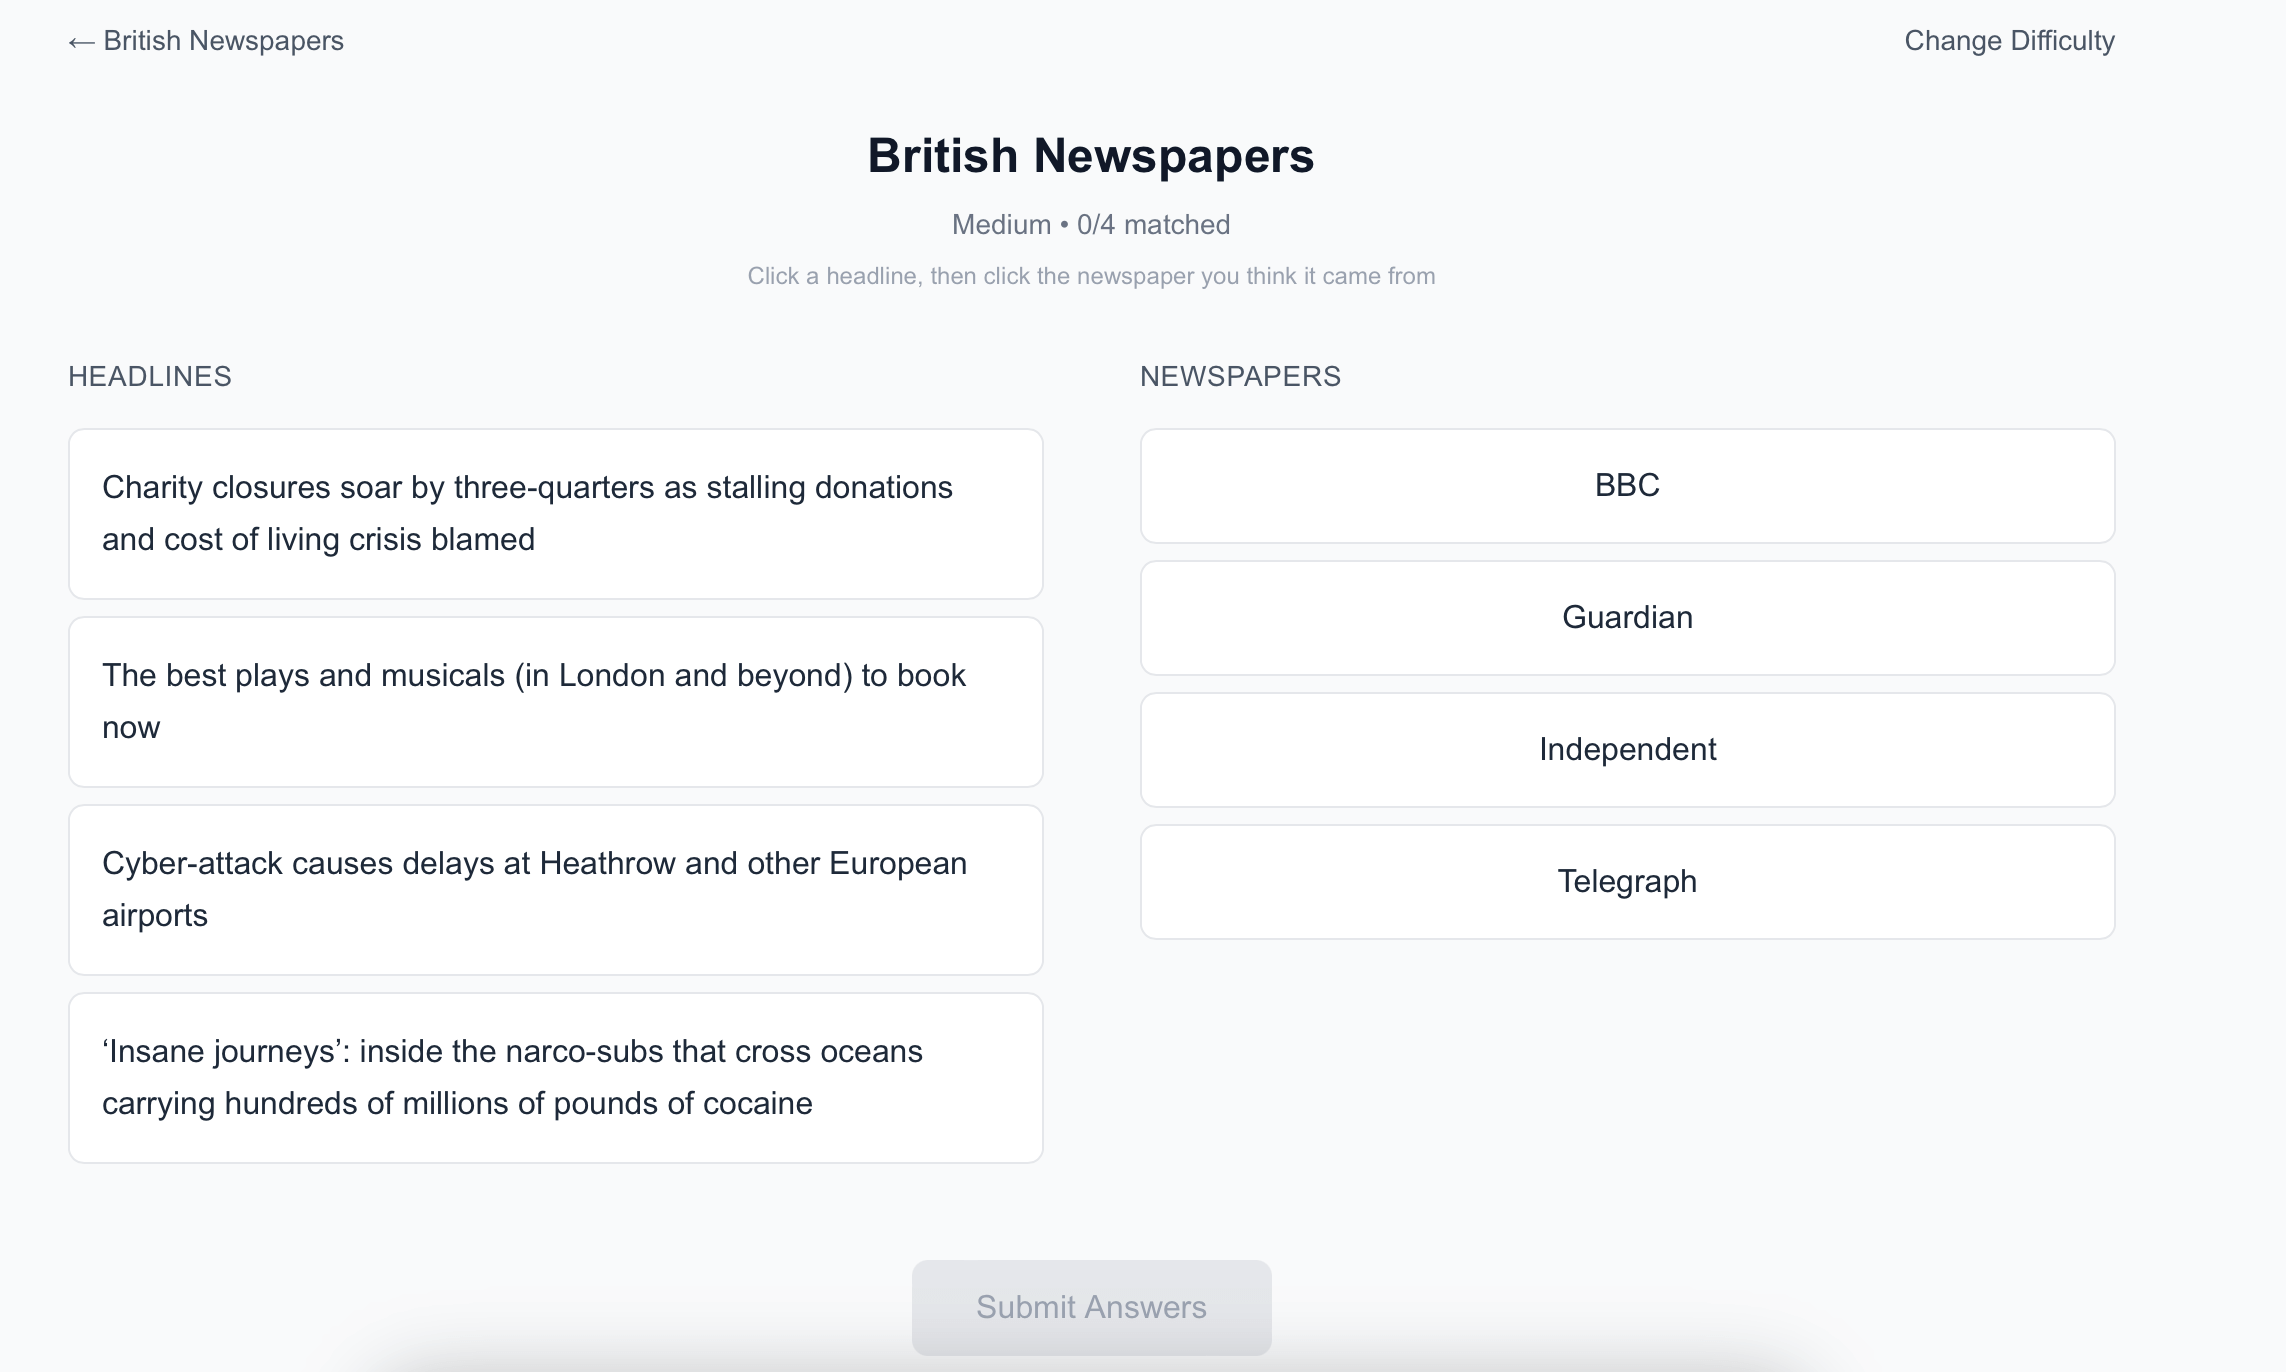 ← British Newspapers
Change Difficulty
British Newspapers
Medium • 0/4 matched
Click a headline, then click the newspaper you think it came from
HEADLINES
Charity closures soar by three-quarters as stalling donations
and cost of living crisis blamed
The best plays and musicals (in London and beyond) to book
now
Cyber-attack causes delays at Heathrow and other European
airports
‘Insane journeys’: inside the narco-subs that cross oceans
carrying hundreds of millions of pounds of cocaine
NEWSPAPERS
BBC
Guardian
Independent
Telegraph
Submit Answers